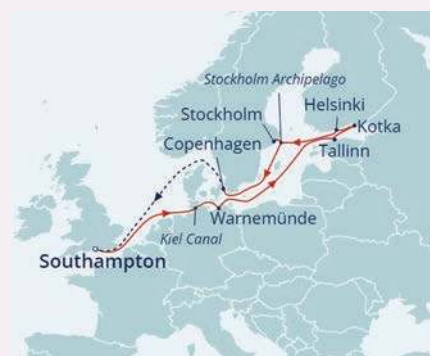 Stockholm Archipelago
Helsinki
Stockholm
Kotka
Copenhagen
Tallinn
Warnemünde
Kiel Canal
Southampton